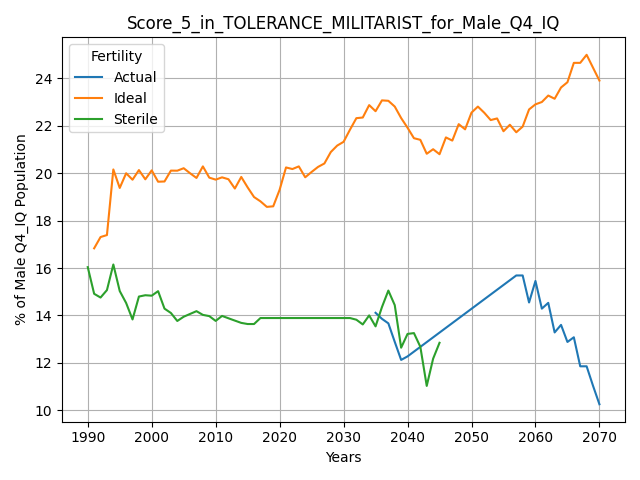 Score_5_in_TOLERANCE_MILITARIST_for_Male_Q4_IQ
Fertility
Actual
Ideal
Sterile
% of Male Q4_IQ Population
24
22
20
18
16
14
12
10
1990 2000 2010 2020 2030 2040 2050 2060 2070
Years